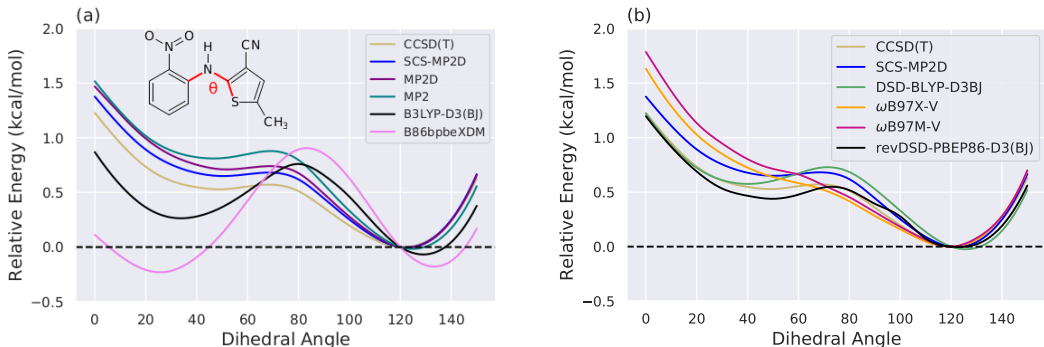 (a)
2.0
1.5
1.0
0.5
0.0
−0.5
Relative Energy (kcal/mol)
0 20 40 60 80 100 120 140
Dihedral Angle
O
N
O
H
N
θ
CN
S
CH3
CCSD(T)
SCS-MP2D
MP2D
MP2
B3LYP-D3(BJ)
B86bpbeXDM
(b)
2.0
1.5
1.0
0.5
0.0
−0.5
Relative Energy (kcal/mol)
0 20 40 60 80 100 120 140
Dihedral Angle
CCSD(T)
SCS-MP2D
DSD-BLYP-D3BJ
ωB97X-V
ωB97M-V
revDSD-PBEP86-D3(BJ)